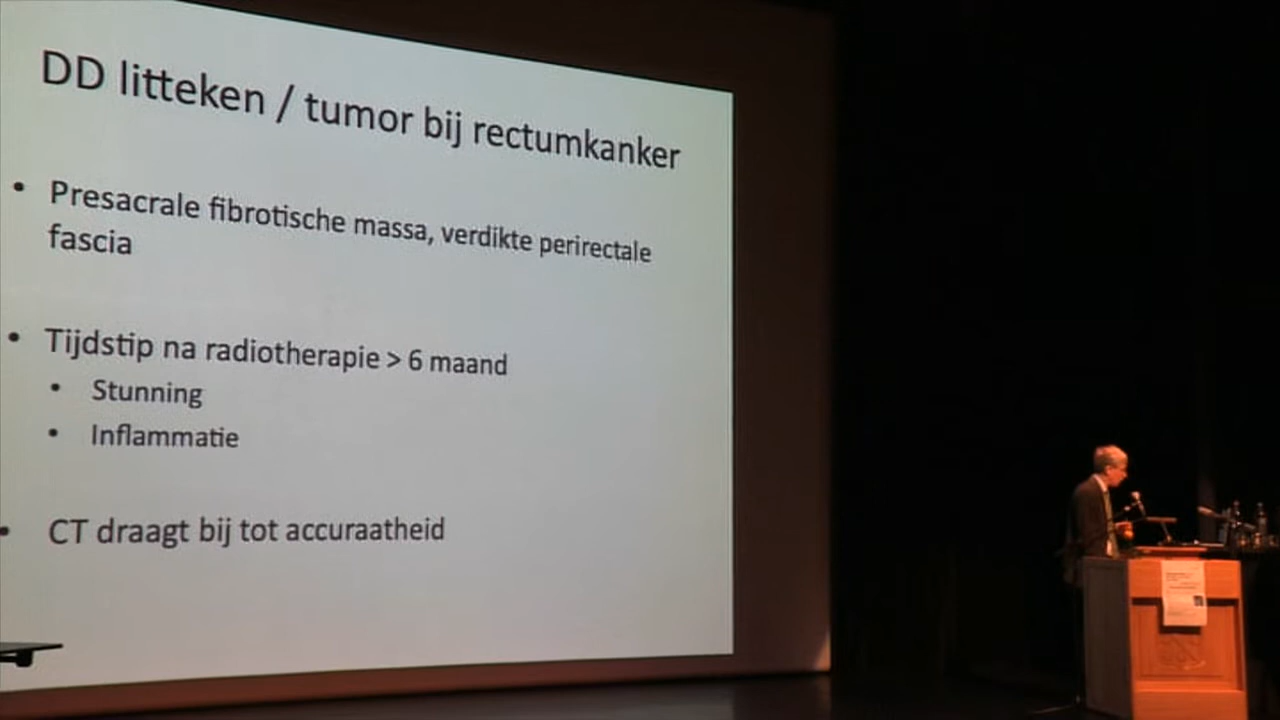 DD litteken / tumor bij rectumkanker
• Presacrale fibrotische massa, verdikte perirectale
fascia
• Tijdstip na radiotherapie > 6 maand
• Stunning
• Inflammatie
• CT draagt bij tot accuraatheid